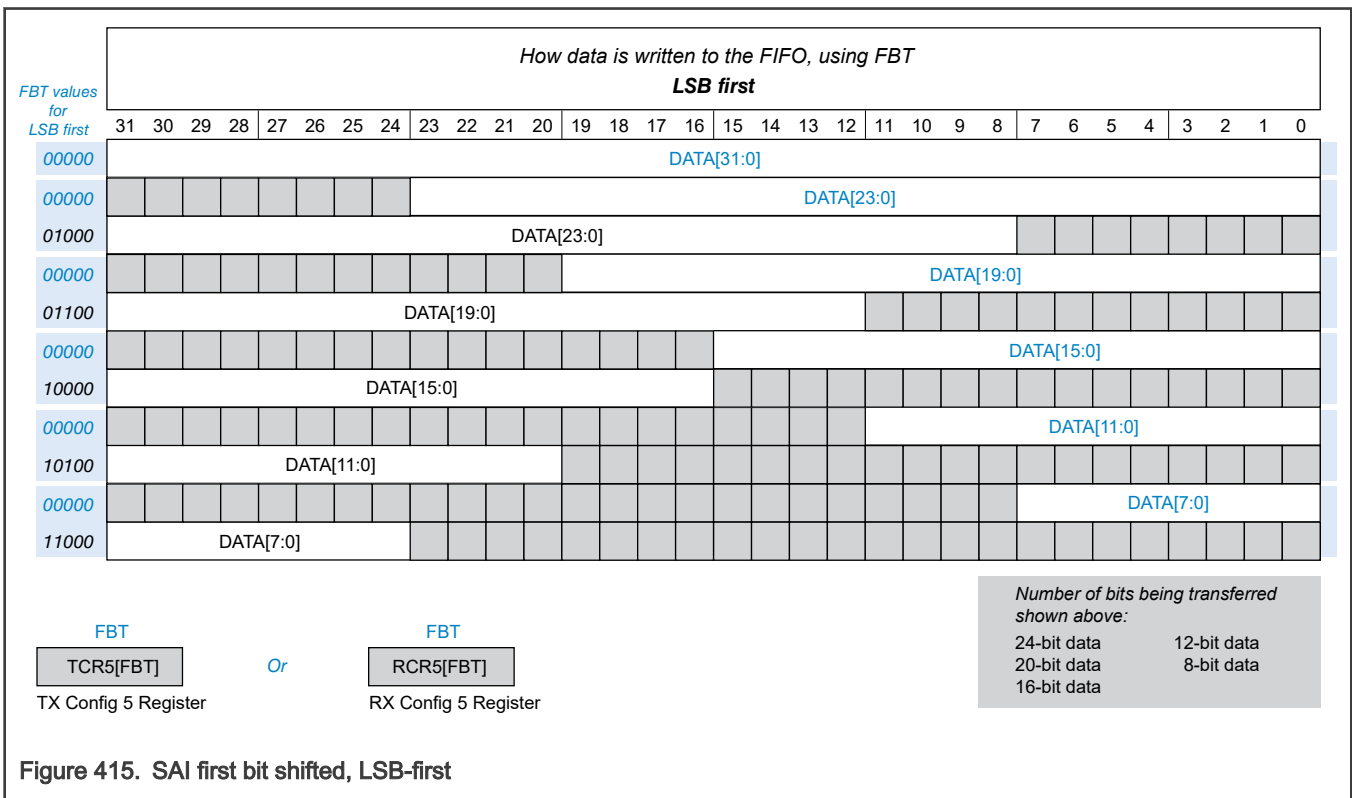 How data is written to the FIFO, using FBT
LSB first
FBT values
for
LSB first
31 30 29 28 27 26 25 24 23 22 21 20 19 18 17 16 15 14 13 12 11 10 9 8 7 6 5 4 3 2 1 0
00000 DATA[31:0]
00000 DATA[23:0]
01000 DATA[23:0]
00000 DATA[19:0]
01100 DATA[19:0]
00000 DATA[15:0]
10000 DATA[15:0]
00000 DATA[11:0]
10100 DATA[11:0]
00000 DATA[7:0]
11000 DATA[7:0]
FBT FBT
TCR5[FBT] Or RCR5[FBT]
TX Config 5 Register RX Config 5 Register
Number of bits being transferred
shown above:
24-bit data 12-bit data
20-bit data 8-bit data
16-bit data
Figure 415. SAI first bit shifted, LSB-first